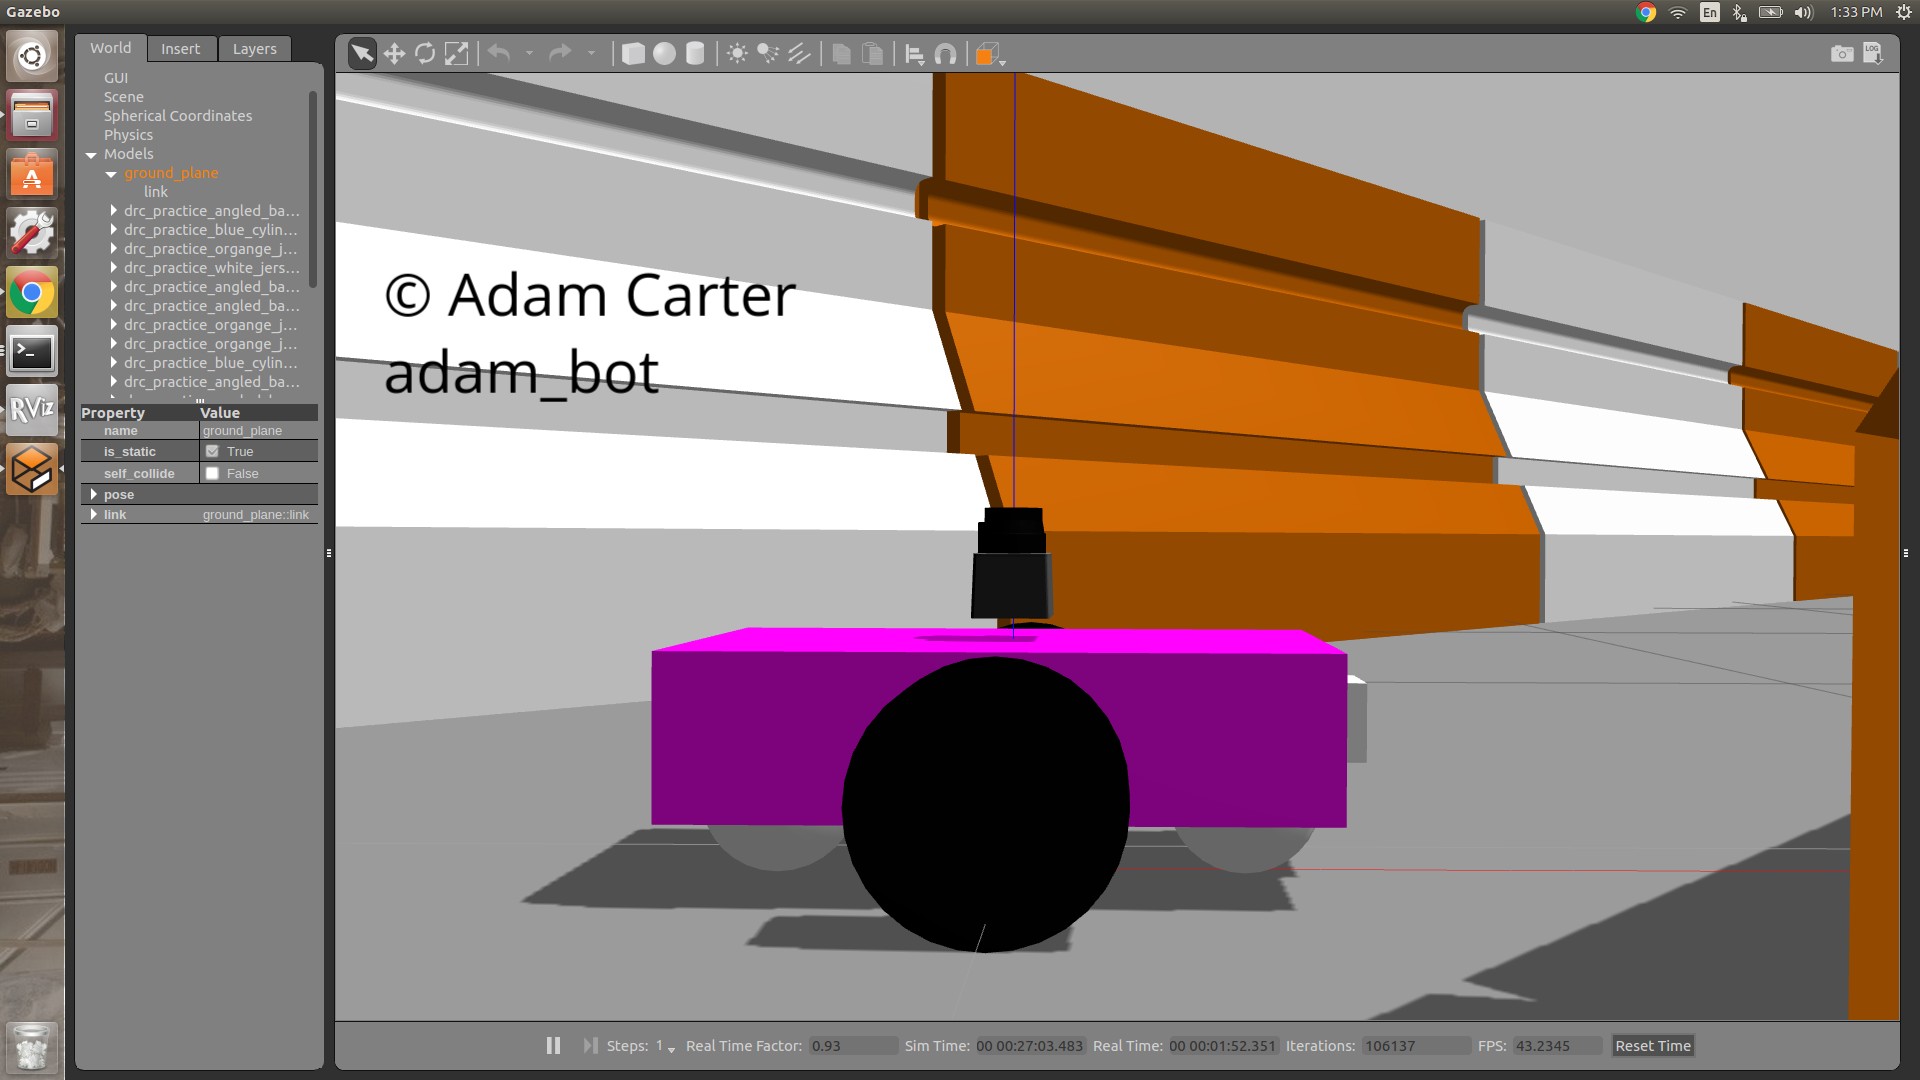 Gazebo
En
1:33 PM
World Insert Layers
LOG
GUI
Scene
Spherical Coordinates
Physics
Models
ground_plane
link
drc_practice_angled_ba...
drc_practice_blue_cylin...
drc_practice_organge_j...
drc_practice_white_jers...
drc_practice_angled_ba...
drc_practice_angled_ba...
drc_practice_organge_j...
drc_practice_organge_j...
drc_practice_blue_cylin...
drc_practice_angled_ba...
RViz
Property Value
name ground_plane
is_static True
self_collide False
pose
link ground_plane::link
© Adam Carter
adam_bot
Steps: 1 Real Time Factor: 0.93 Sim Time: 00 00:27:03.483 Real Time: 00 00:01:52.351 Iterations: 106137 FPS: 43.2345 Reset Time